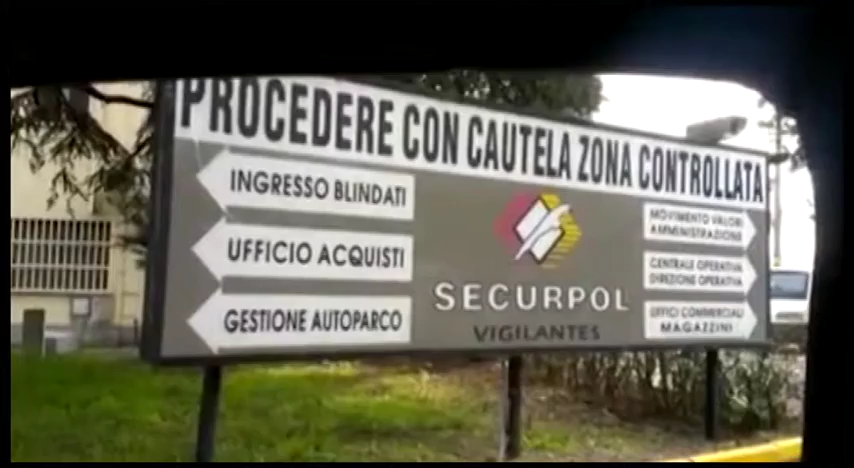 PROCEDERE CON CAUTELA ZONA CONTROLLATA
INGRESSO BLINDATI
UFFICIO ACQUISTI
GESTIONE AUTOPARCO
SECURPOL
VIGILANTES
MOVIMENTO VALORI
AMMINISTRAZIONE
CENTRALE OPERATIVA
DIREZIONE OPERATIVA
UFFICI COMMERCIALI
MAGAZZINI